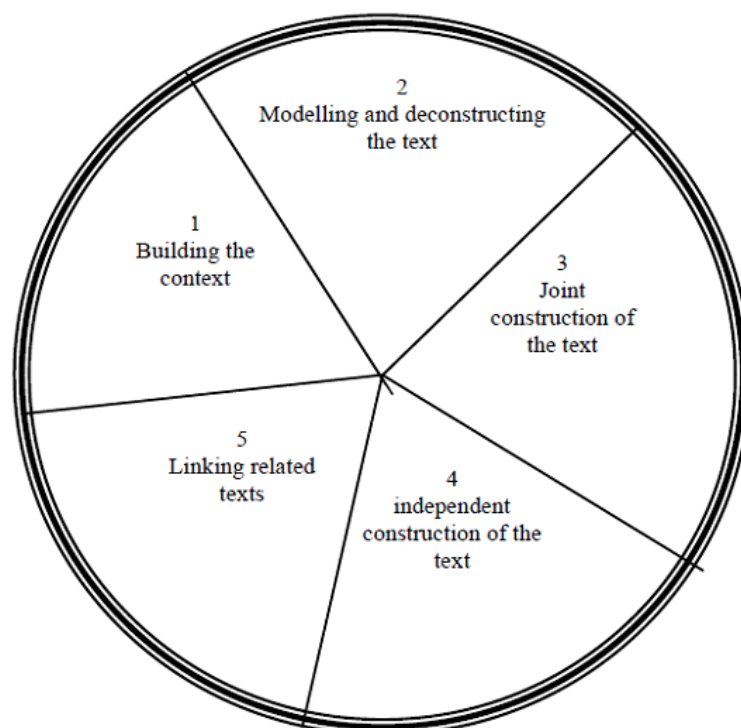 1
Building the
context
2
Modelling and deconstructing
the text
3
Joint
construction of
the text
4
independent
construction of the
text
5
Linking related
texts